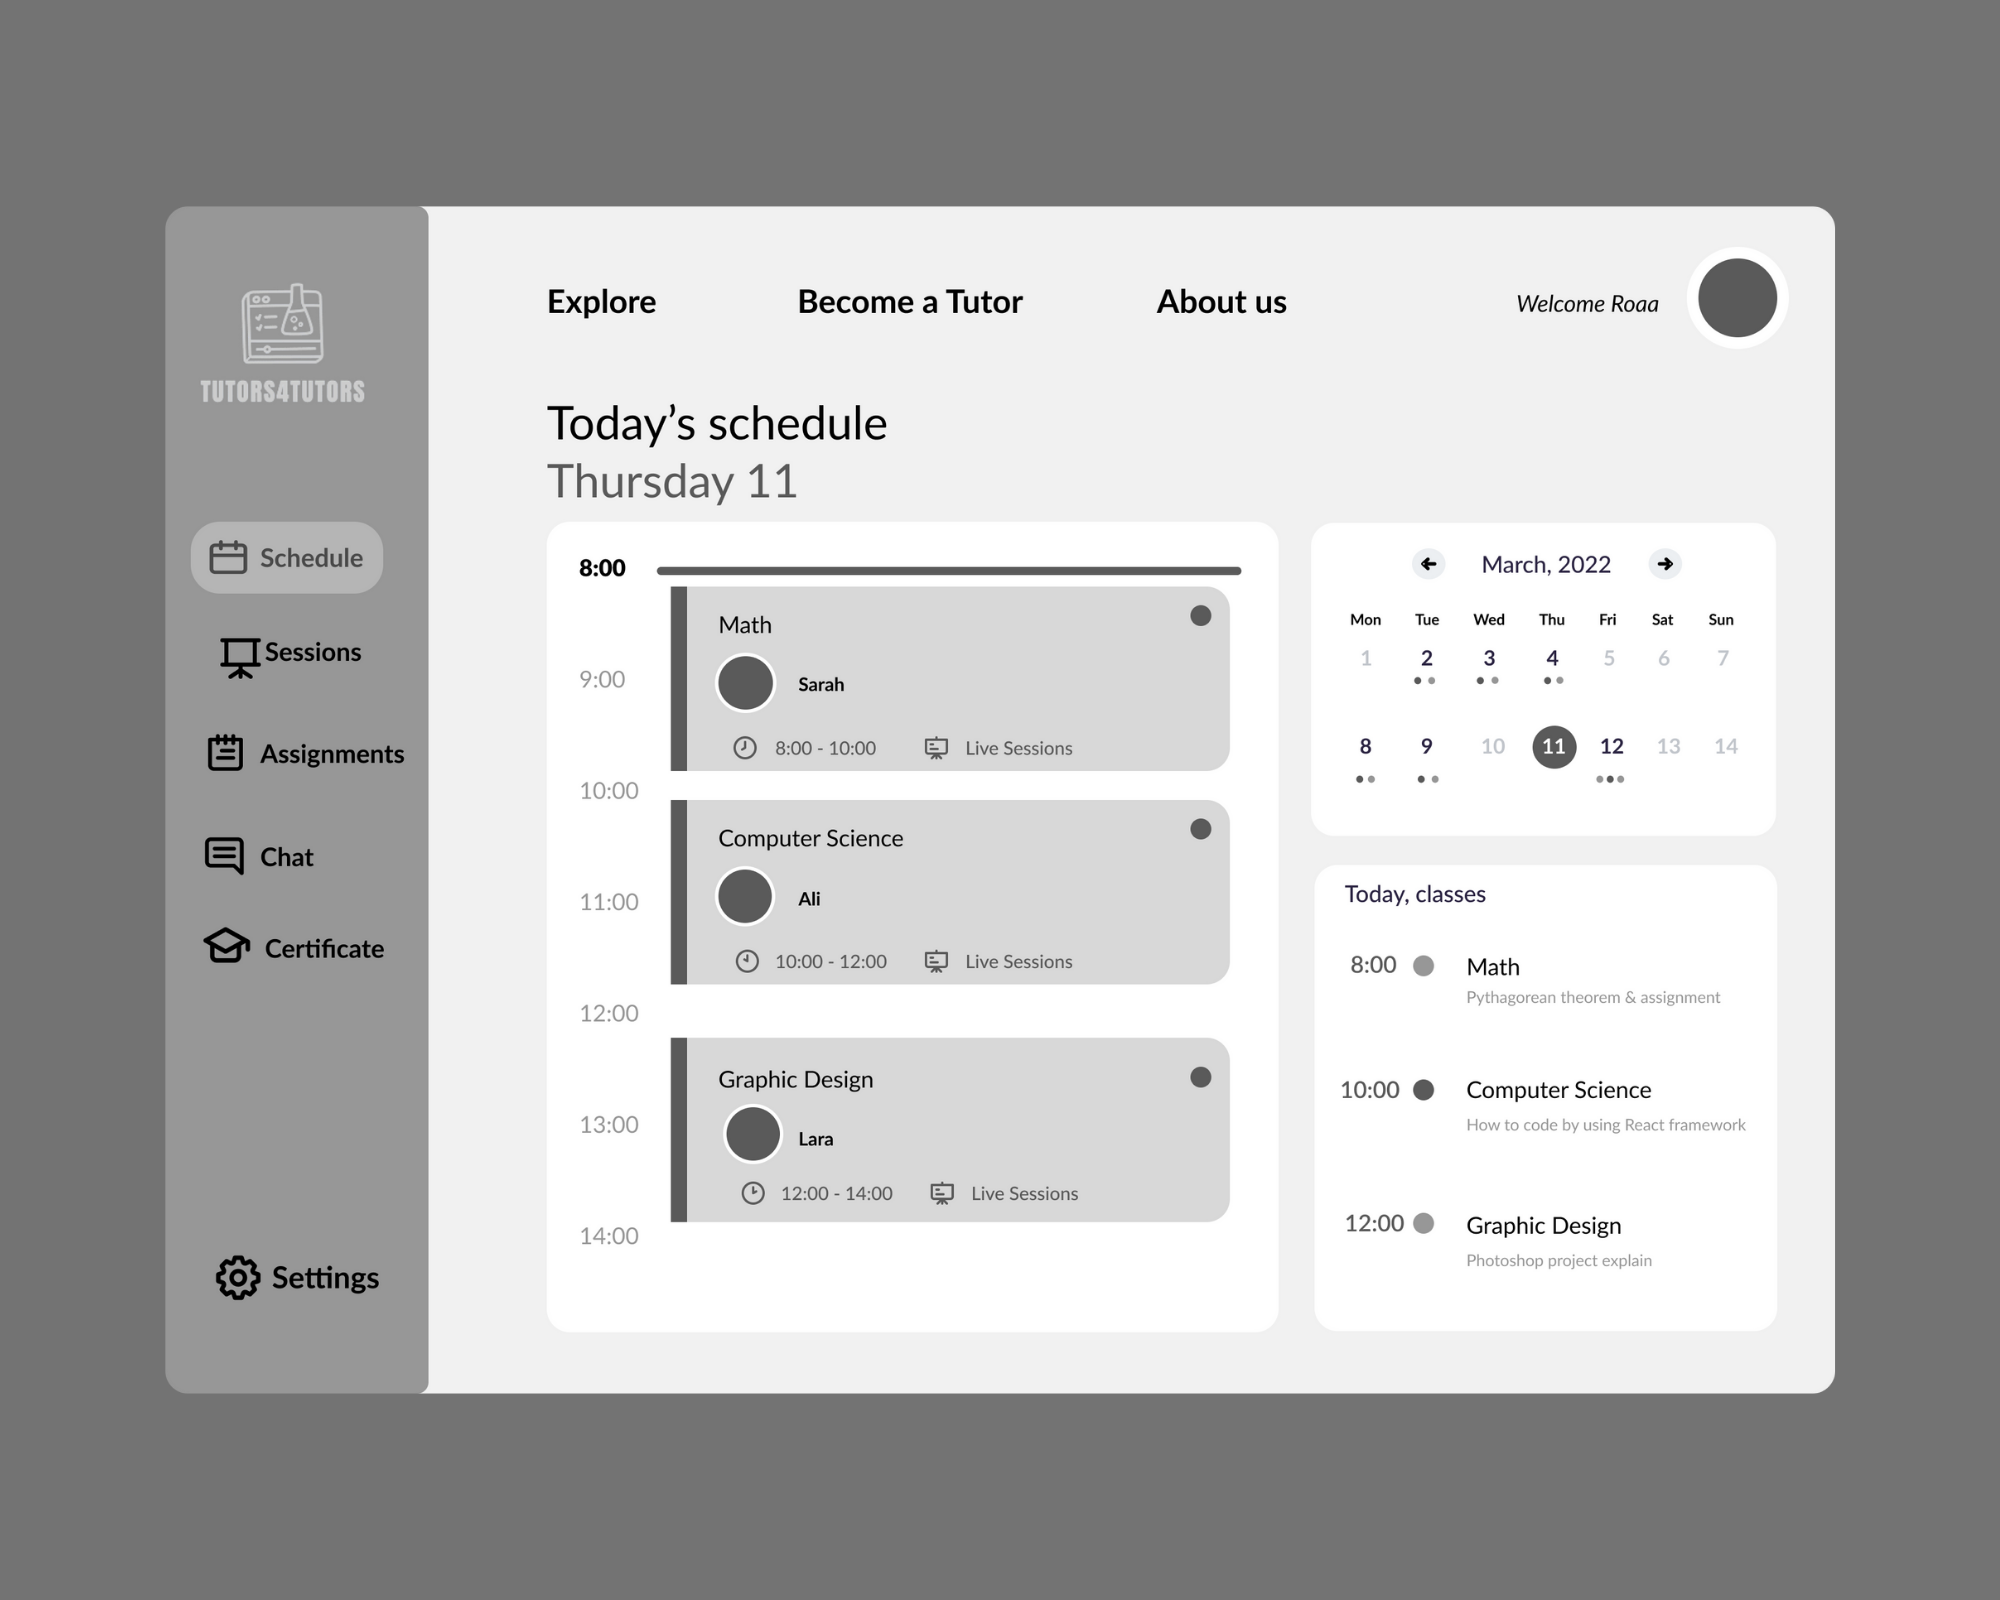 TUTORS4TUTORS
Schedule
Sessions
Assignments
Chat
Certificate
Settings
Explore
Become a Tutor
About us
Welcome Roaa
Today’s schedule
Thursday 11
8:00
Math
9:00
Sarah
8:00 - 10:00
Live Sessions
10:00
Computer Science
11:00
Ali
10:00 - 12:00
Live Sessions
12:00
Graphic Design
13:00
Lara
12:00 - 14:00
Live Sessions
14:00
March, 2022
Mon Tue Wed Thu Fri Sat Sun
1 2 3 4 5 6 7
8 9 10 11 12 13 14
Today, classes
8:00 Math
Pythagorean theorem & assignment
10:00 Computer Science
How to code by using React framework
12:00 Graphic Design
Photoshop project explain